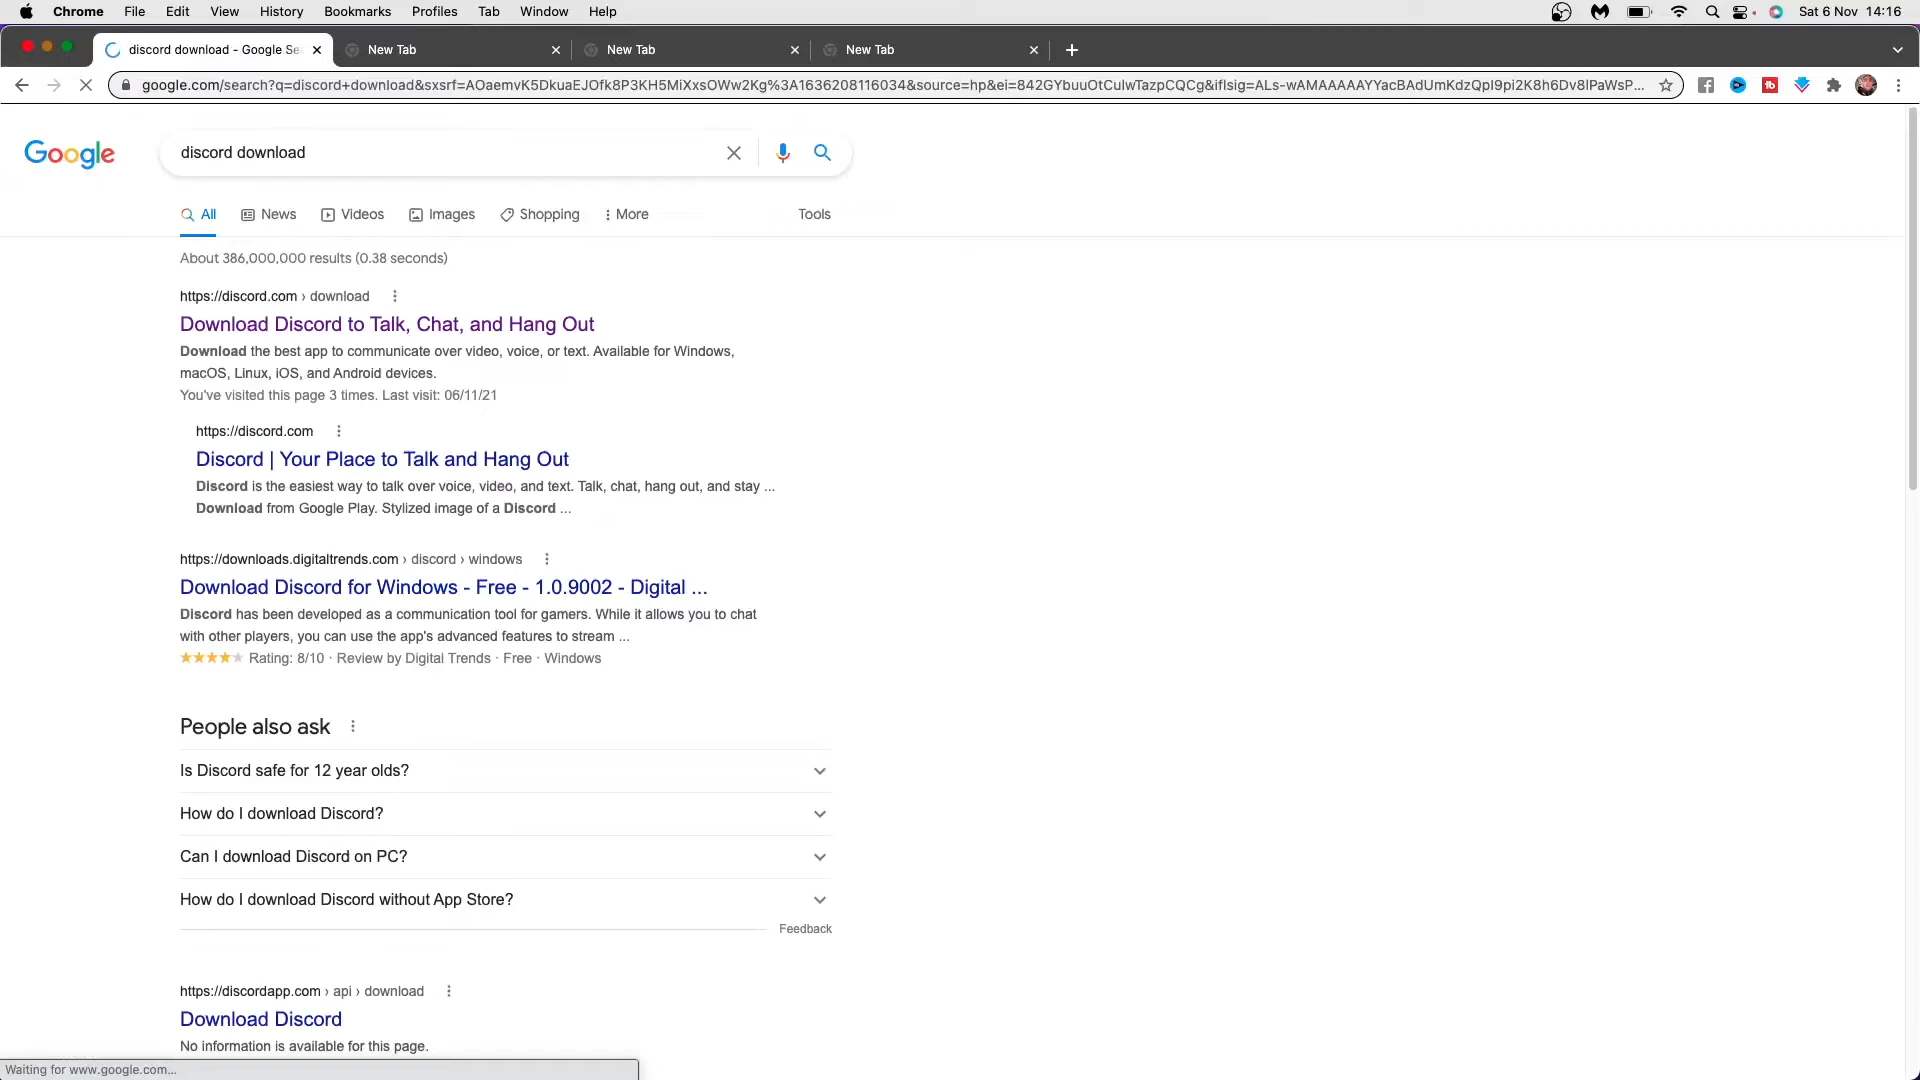 Chrome File Edit View History Bookmarks Profiles Tab Window Help Sat 6 Nov 14:16
discord download - Google Se New Tab New Tab New Tab
google.com/search?q=discord+download&sxsrf=AOaemvK5DkuaEJOfk8P3KH5MiXxsOWw2Kg%3A1636208116034&source=hp&ei=842GYbuuOtCulwTazpCQCg&iflsig=ALs-wAMAAAAAYYacBAdUmKdzQpI9pi2K8h6Dv8lPaWsP...
Google discord download
All News Videos Images Shopping More Tools
About 386,000,000 results (0.38 seconds)
https://discord.com › download
Download Discord to Talk, Chat, and Hang Out
Download the best app to communicate over video, voice, or text. Available for Windows,
macOS, Linux, iOS, and Android devices.
You've visited this page 3 times. Last visit: 06/11/21
https://discord.com
Discord | Your Place to Talk and Hang Out
Discord is the easiest way to talk over voice, video, and text. Talk, chat, hang out, and stay ...
Download from Google Play. Stylized image of a Discord ...
https://downloads.digitaltrends.com › discord › windows
Download Discord for Windows - Free - 1.0.9002 - Digital ...
Discord has been developed as a communication tool for gamers. While it allows you to chat
with other players, you can use the app's advanced features to stream ...
Rating: 8/10 · Review by Digital Trends · Free · Windows
People also ask
Is Discord safe for 12 year olds?
How do I download Discord?
Can I download Discord on PC?
How do I download Discord without App Store?
Feedback
https://discordapp.com › api › download
Download Discord
No information is available for this page.
Waiting for www.google.com...